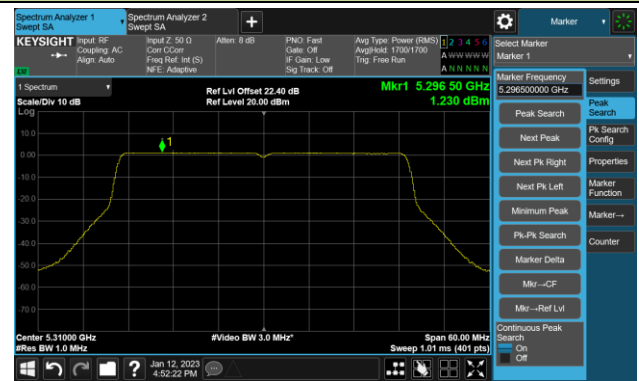 Spectrum Analyzer 1
Swept SA
Spectrum Analyzer 2
Swept SA
+
Marker
KEYSIGHT
Input: RF
Coupling: AC
Align: Auto
Input Z: 50 Ω
Corr CCorr
Freq Ref: Int (S)
NFE: Adaptive
Atten: 8 dB
PNO: Fast
Gate: Off
IF Gain: Low
Sig Track: Off
Avg Type: Power (RMS)
Avg|Hold: 1700/1700
Trig: Free Run
1 2 3 4 5 6
A W W W W W
A N N N N N
LXI
Select Marker
Marker 1
1 Spectrum
Scale/Div 10 dB
Log
Ref Lvl Offset 22.40 dB
Ref Level 20.00 dBm
Mkr1 5.296 50 GHz
1.230 dBm
10.0
0.00
-10.0
-20.0
-30.0
-40.0
-50.0
-60.0
-70.0
1
Center 5.31000 GHz
#Res BW 1.0 MHz
#Video BW 3.0 MHz*
Span 60.00 MHz
Sweep 1.01 ms (401 pts)
Marker Frequency
5.296500000 GHz
Peak Search
Next Peak
Next Pk Right
Next Pk Left
Minimum Peak
Pk-Pk Search
Marker Delta
Mkr→CF
Mkr→Ref Lvl
Continuous Peak
Search
On
Off
Settings
Peak
Search
Pk Search
Config
Properties
Marker
Function
Marker→
Counter
?
Jan 12, 2023
4:52:22 PM